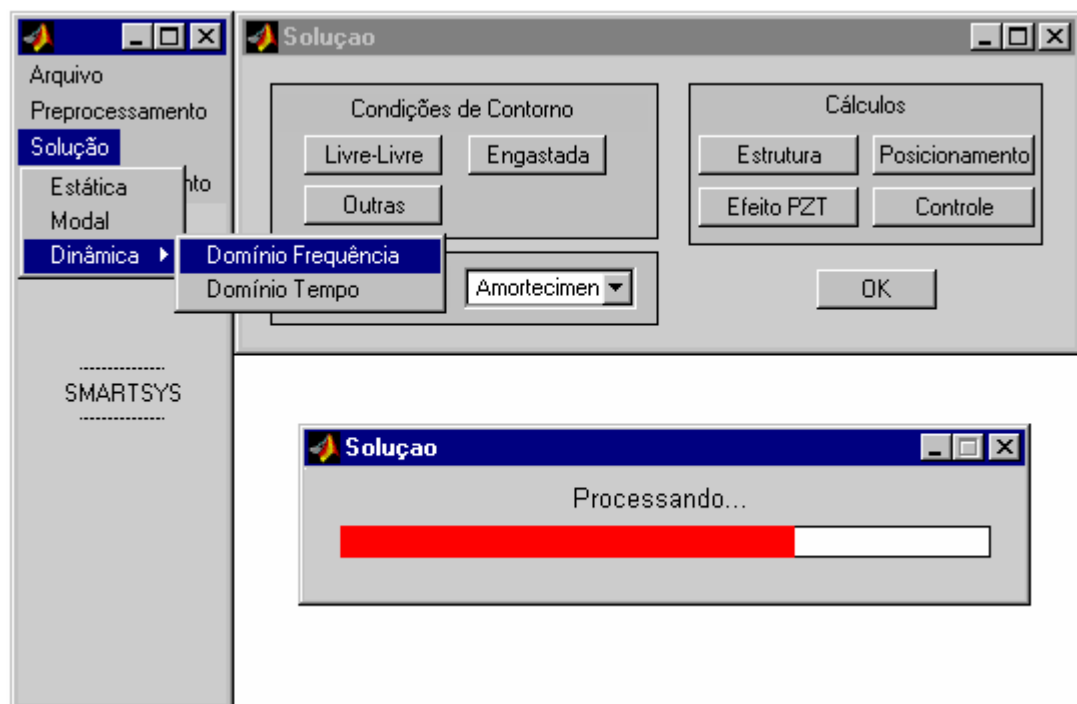 Arquivo
Preprocessamento
Solução
nto
Estática
Modal
Dinâmica
Domínio Frequência
Domínio Tempo
SMARTSYS
Soluçao
Condições de Contorno
Livre-Livre
Engastada
Outras
Amortecimen
Cálculos
Estrutura
Posicionamento
Efeito PZT
Controle
OK
Soluçao
Processando...